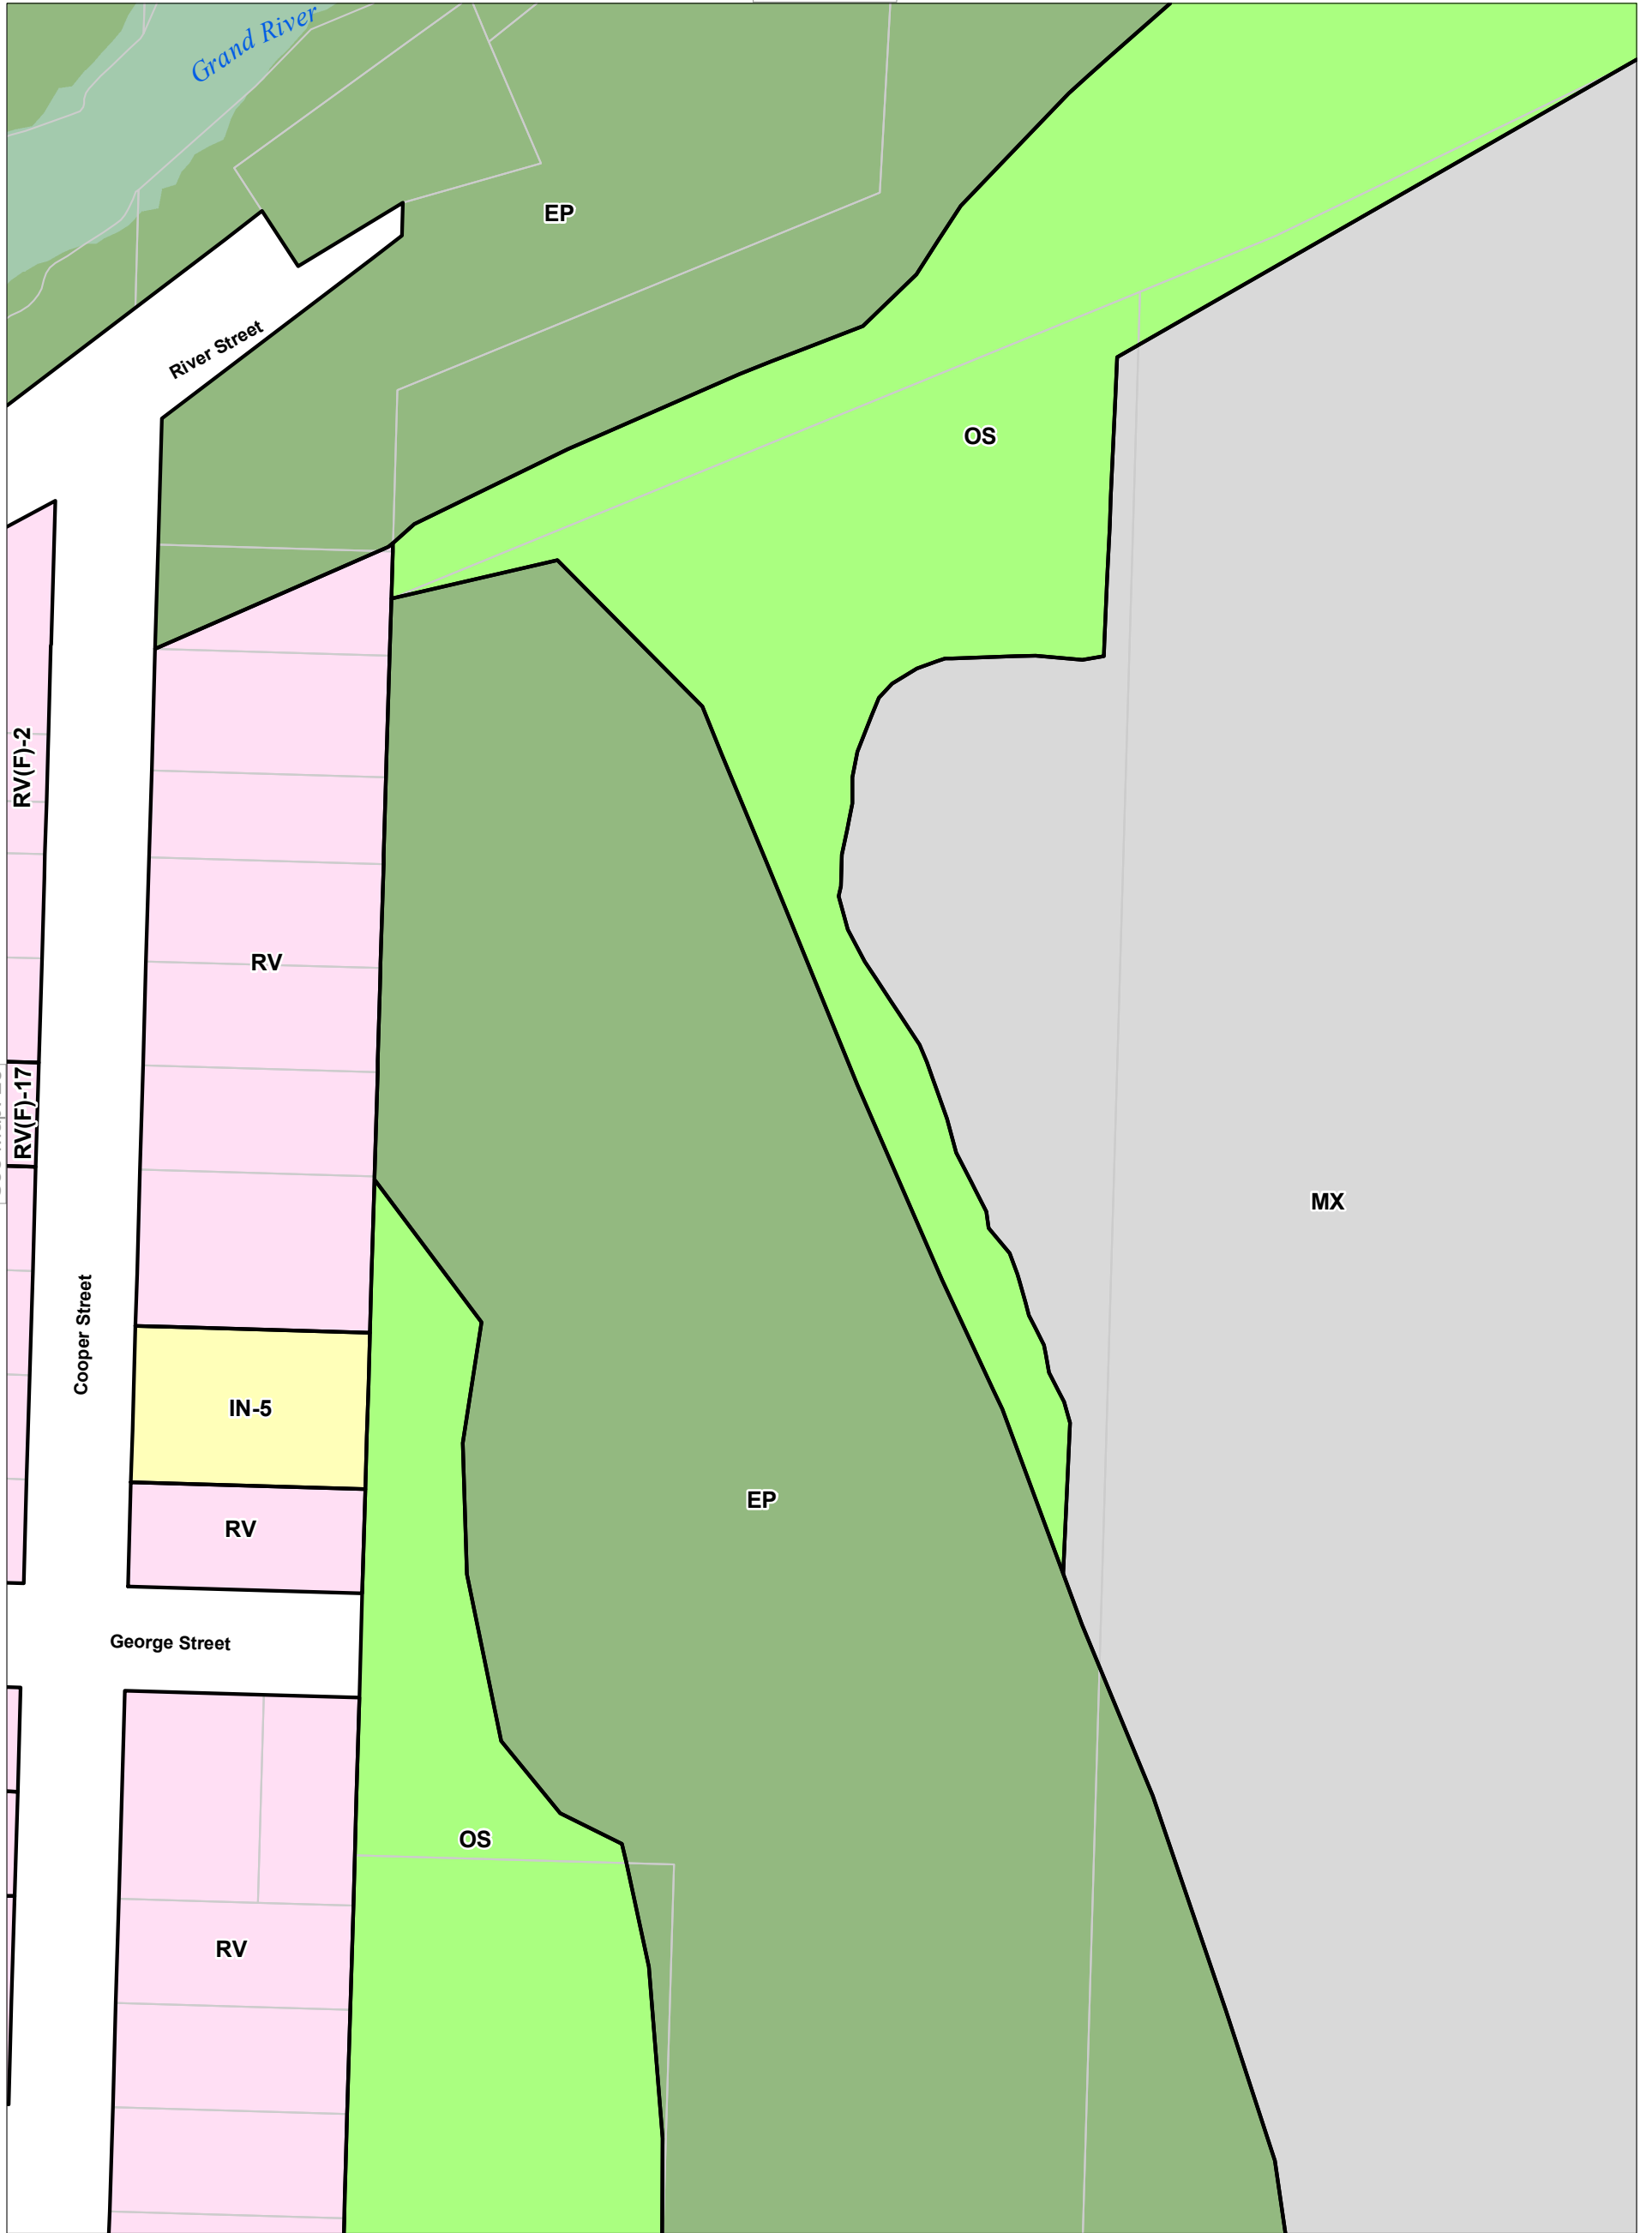 Grand River
EP
River Street
OS
RV(F)-2
RV
RV(F)-17
MX
Cooper Street
IN-5
EP
RV
George Street
OS
RV